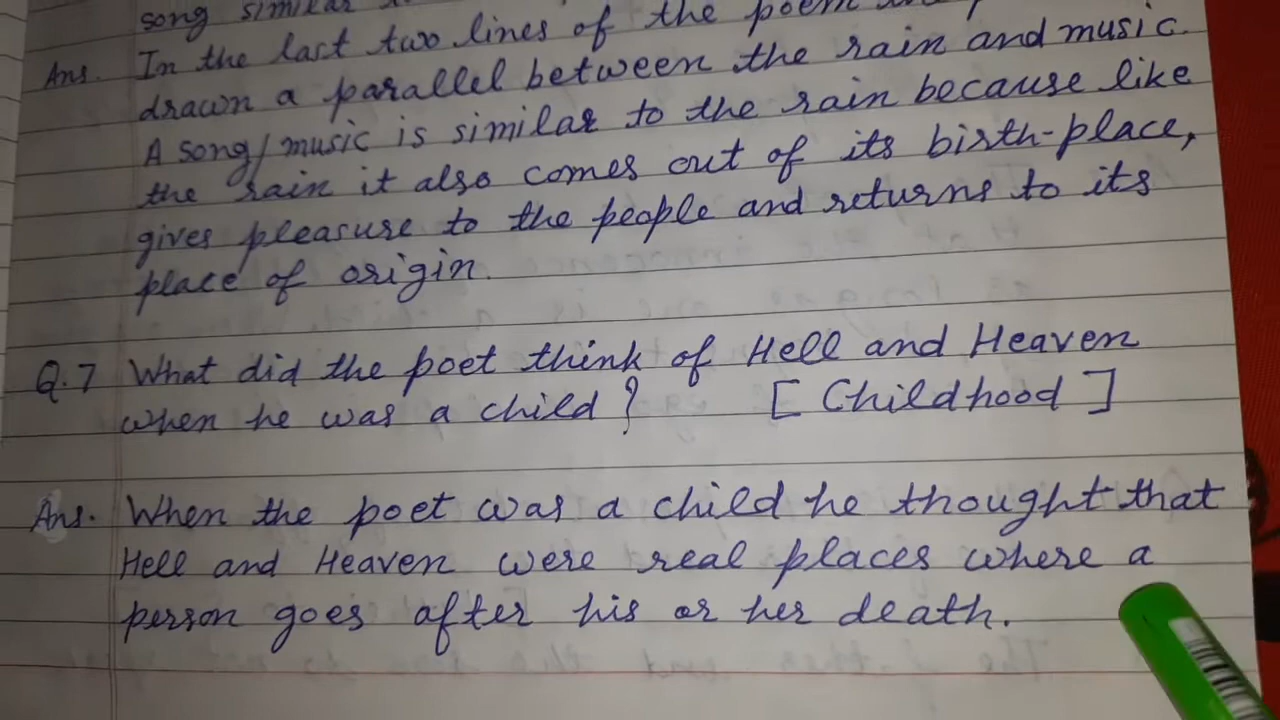 song similar
Ans. In the last two lines of the poem
drawn a parallel between the rain and music.
A song/music is similar to the rain because like
the rain it also comes out of its birth-place,
gives pleasure to the people and returns to its
place of origin.
Q.7 What did the poet think of Hell and Heaven
when he was a child? [Childhood]
Ans. When the poet was a child he thought that
Hell and Heaven were real places where a
person goes after his or her death.